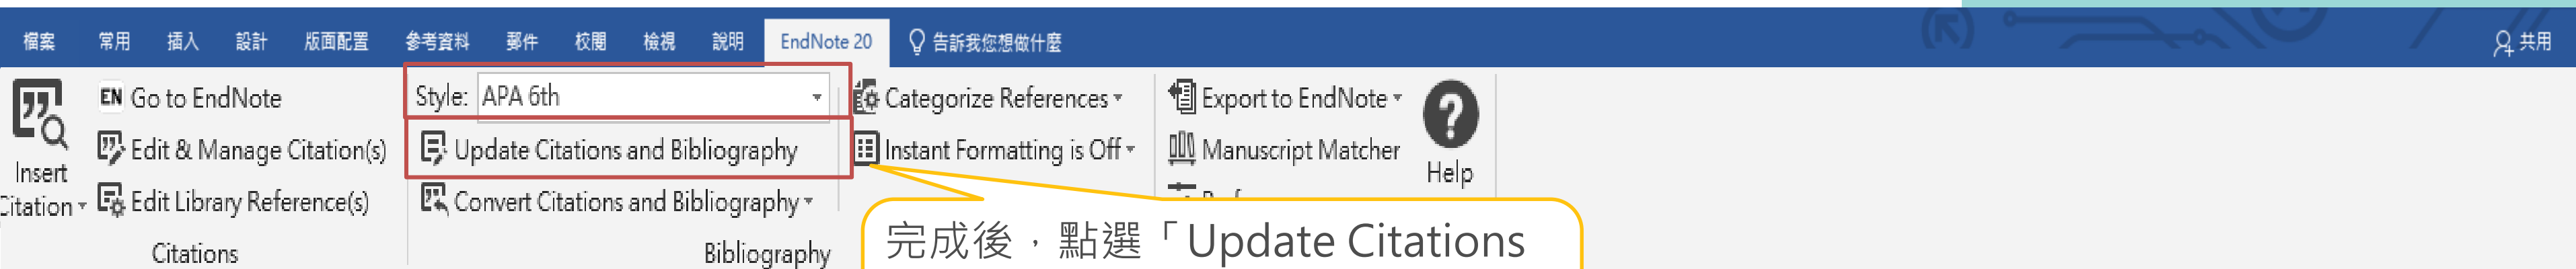 檔案 常用 插入 設計 版面配置 參考資料 郵件 校閱 檢視 說明 EndNote 20 告訴我您想做什麼 共用
EN Go to EndNote Style: APA 6th Categorize References Export to EndNote
Edit & Manage Citation(s) Update Citations and Bibliography Instant Formatting is Off Manuscript Matcher
Insert Help
Citation Edit Library Reference(s) Convert Citations and Bibliography
完成後，點選「Update Citations
Citations Bibliography